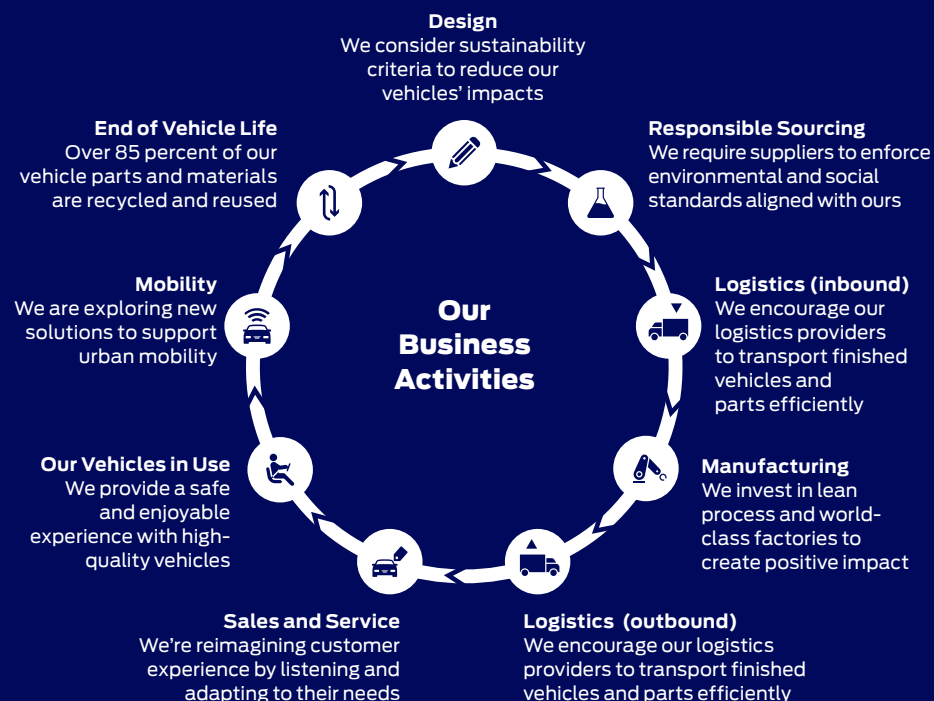 Design
We consider sustainability
criteria to reduce our
vehicles’ impacts
Responsible Sourcing
We require suppliers to enforce
environmental and social
standards aligned with ours
Logistics (inbound)
We encourage our
logistics providers
to transport finished
vehicles and
parts efficiently
Manufacturing
We invest in lean
process and world-
class factories to
create positive impact
Logistics (outbound)
We encourage our logistics
providers to transport finished
vehicles and parts efficiently
Sales and Service
We’re reimagining customer
experience by listening and
adapting to their needs
Our Vehicles in Use
We provide a safe
and enjoyable
experience with high-
quality vehicles
Mobility
We are exploring new
solutions to support
urban mobility
End of Vehicle Life
Over 85 percent of our
vehicle parts and materials
are recycled and reused
Our
Business
Activities